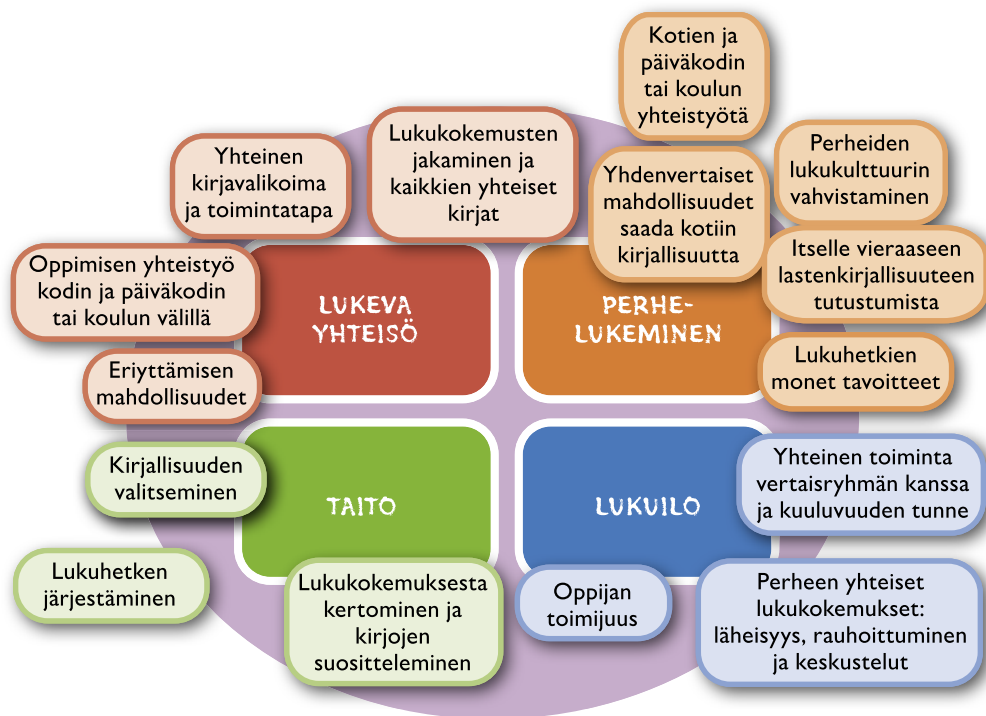 Kotien ja
päiväkodin
tai koulun
yhteistyötä
Lukukokemusten
jakaminen ja
kaikkien yhteiset
kirjat
Yhteinen
kirjavalikoima
ja toimintatapa
Perheiden
lukukulttuurin
vahvistaminen
Yhdenvertaiset
mahdollisuudet
saada kotiin
kirjallisuutta
Oppimisen yhteistyö
kodin ja päiväkodin
tai koulun välillä
Itselle vieraaseen
lastenkirjallisuuteen
tutustumista
LUKEVA
YHTEISÖ
PERHE-
LUKEMINEN
Eriyttämisen
mahdollisuudet
Lukuhetkien
monet tavoitteet
Kirjallisuuden
valitseminen
TAITO
LUKUILO
Yhteinen toiminta
vertaisryhmän kanssa
ja kuuluvuuden tunne
Lukuhetken
järjestäminen
Lukukokemuksesta
kertominen ja
kirjojen
suositteleminen
Oppijan
toimijuus
Perheen yhteiset
lukukokemukset:
läheisyys, rauhoittuminen
ja keskustelut